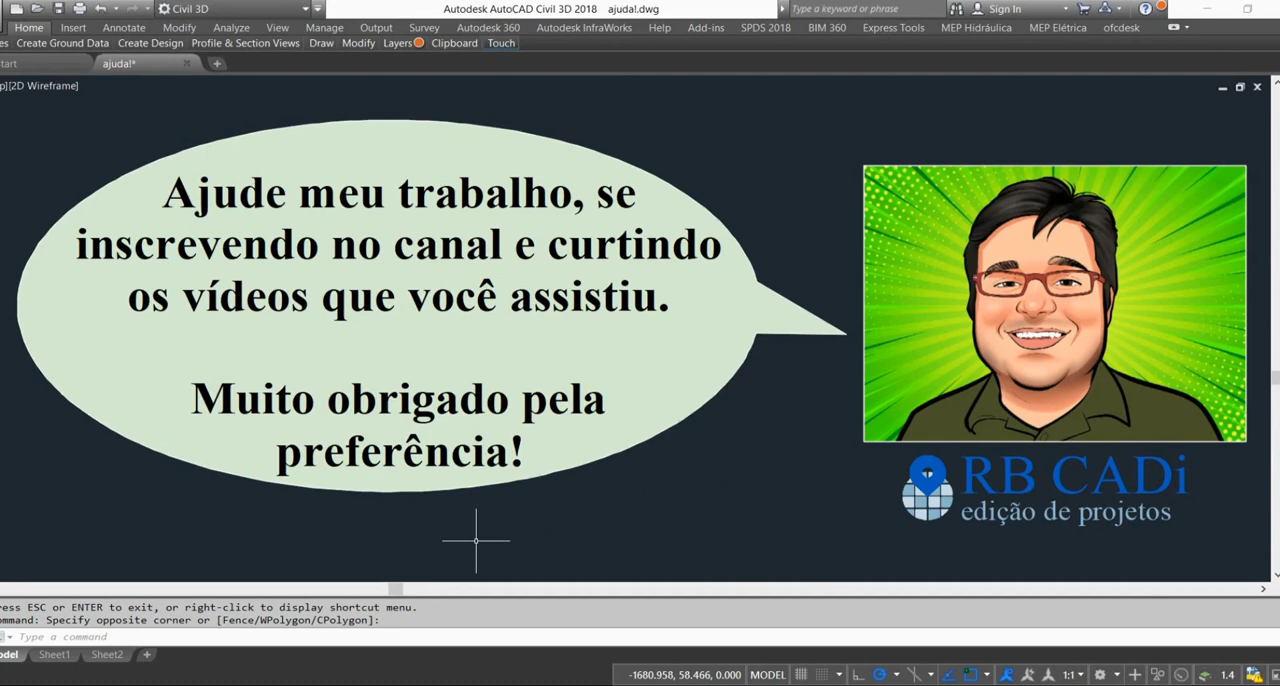 Civil 3D
Autodesk AutoCAD Civil 3D 2018 ajuda!.dwg
Type a keyword or phrase
Sign In
Home Insert Annotate Modify Analyze View Manage Output Survey Autodesk 360 Autodesk InfraWorks Help Add-ins SPDS 2018 BIM 360 Express Tools MEP Hidráulica MEP Elétrica ofcdesk
Create Ground Data Create Design Profile & Section Views Draw Modify Layers Clipboard Touch
ajuda!*
[2D Wireframe]
Ajude meu trabalho, se
inscrevendo no canal e curtindo
os vídeos que você assistiu.
Muito obrigado pela
preferência!
RB CADi
edição de projetos
ress ESC or ENTER to exit, or right-click to display shortcut menu.
ommand: Specify opposite corner or [Fence/WPolygon/CPolygon]:
Type a command
odel Sheet1 Sheet2
-1680.958, 58.466, 0.000 MODEL 1:1 1.4